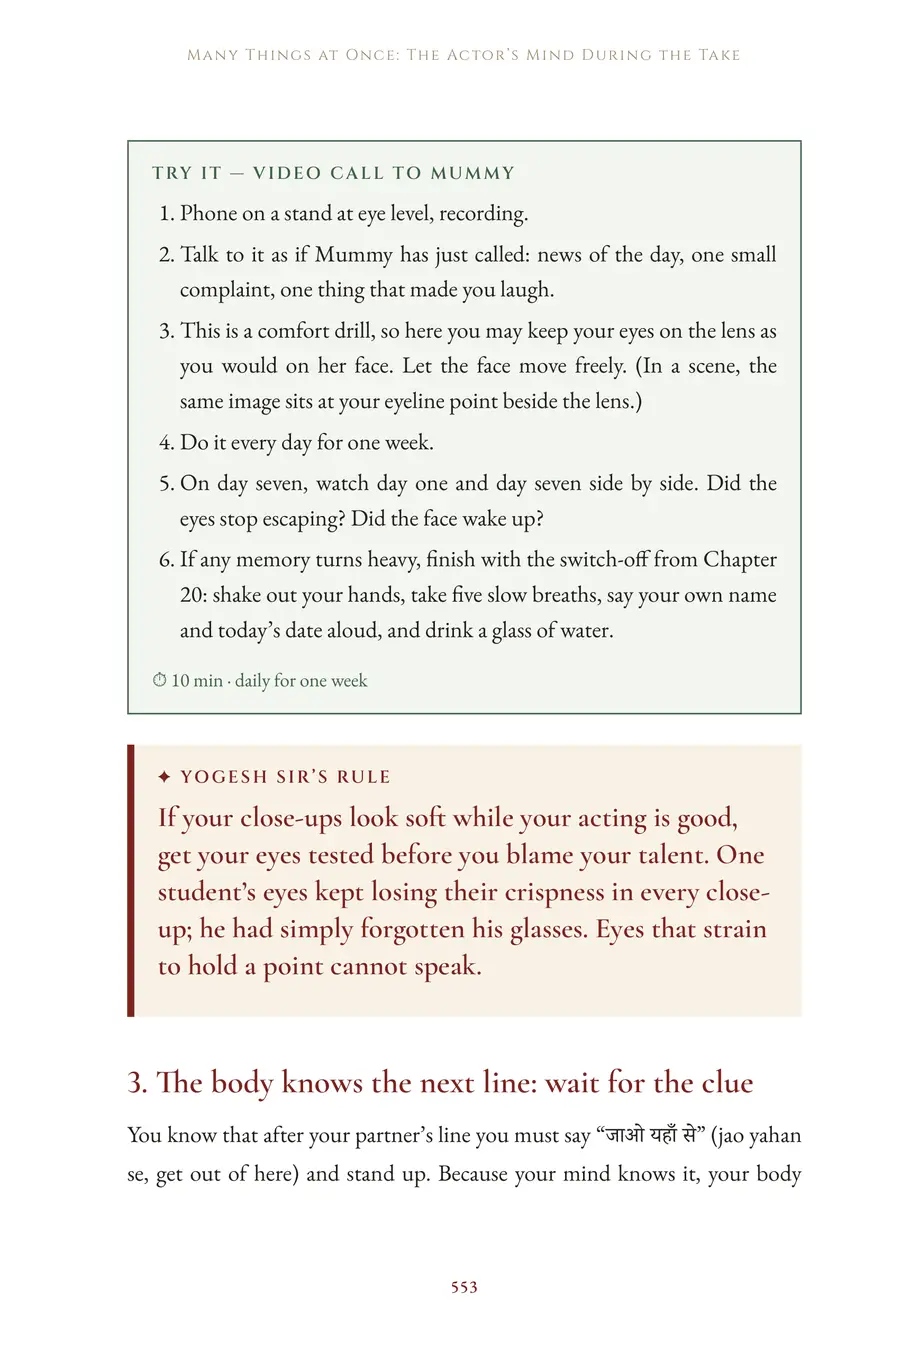 Many Things at Once: The Actor’s Mind During the Take
TRY IT — VIDEO CALL TO MUMMY
1. Phone on a stand at eye level, recording.
2. Talk to it as if Mummy has just called: news of the day, one small
complaint, one thing that made you laugh.
3. This is a comfort drill, so here you may keep your eyes on the lens as
you would on her face. Let the face move freely. (In a scene, the
same image sits at your eyeline point beside the lens.)
4. Do it every day for one week.
5. On day seven, watch day one and day seven side by side. Did the
eyes stop escaping? Did the face wake up?
6. If any memory turns heavy, finish with the switch-off from Chapter
20: shake out your hands, take five slow breaths, say your own name
and today’s date aloud, and drink a glass of water.
⏱ 10 min · daily for one week
✦ YOGESH SIR’S RULE
If your close-ups look soft while your acting is good,
get your eyes tested before you blame your talent. One
student’s eyes kept losing their crispness in every close-
up; he had simply forgotten his glasses. Eyes that strain
to hold a point cannot speak.
3. The body knows the next line: wait for the clue
You know that after your partner’s line you must say “जाओ यहाँ से” (jao yahan
se, get out of here) and stand up. Because your mind knows it, your body
553